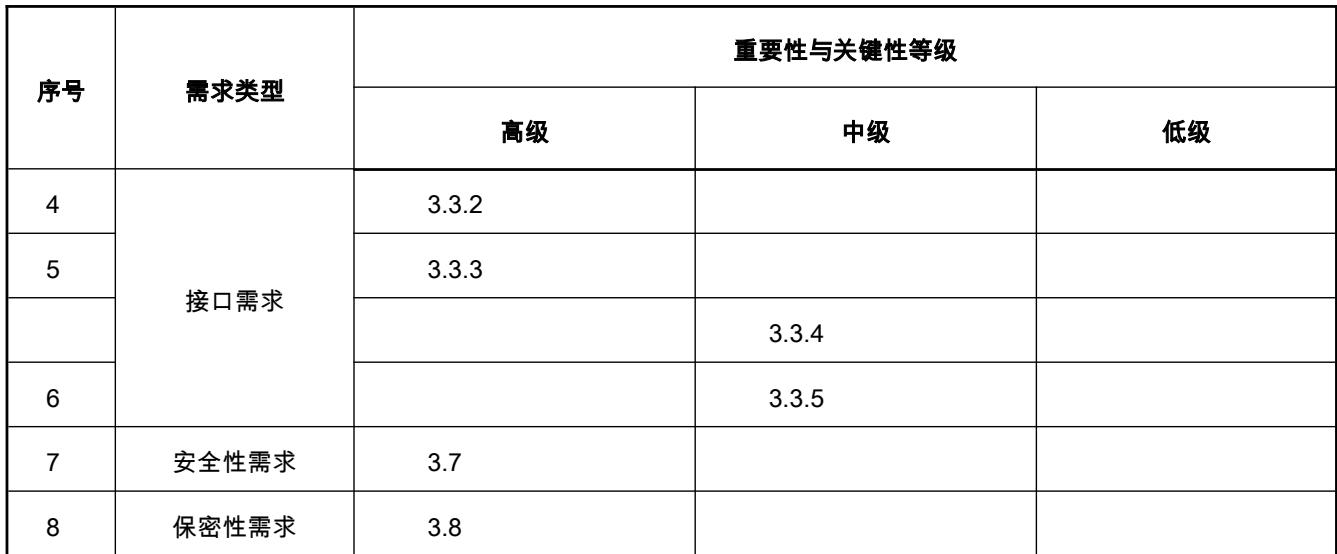 序号 需求类型 重要性与关键性等级
高级 中级 低级
4 接口需求 3.3.2
5 3.3.3
3.3.4
6 3.3.5
7 安全性需求 3.7
8 保密性需求 3.8